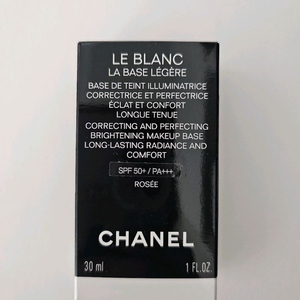 LE BLANC
LA BASE LÉGÈRE
BASE DE TEINT ILLUMINATRICE
CORRECTRICE ET PERFECTRICE
ÉCLAT ET CONFORT
LONGUE TENUE
CORRECTING AND PERFECTING
BRIGHTENING MAKEUP BASE
LONG-LASTING RADIANCE AND
COMFORT
SPF 50+ / PA+++
ROSÉE
CHANEL
30 ml 1 FL.OZ.